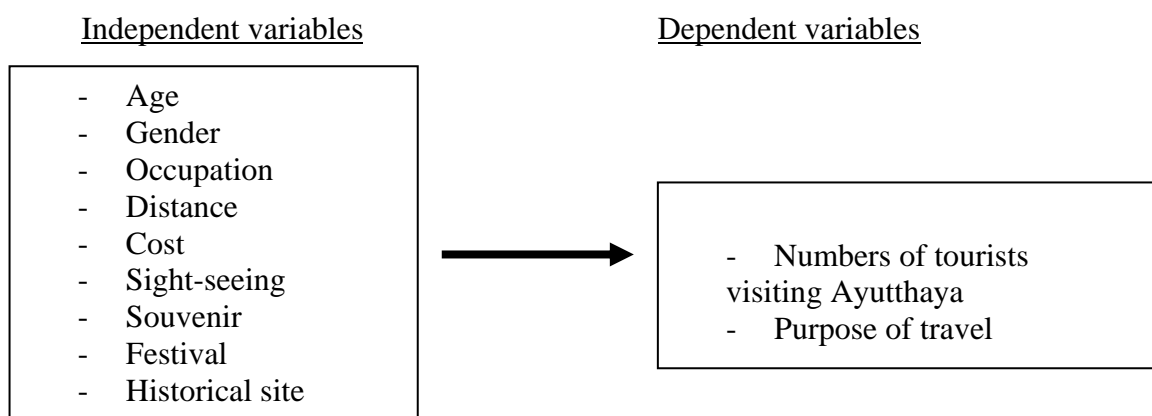 Independent variables
- Age
- Gender
- Occupation
- Distance
- Cost
- Sight-seeing
- Souvenir
- Festival
- Historical site
Dependent variables
- Numbers of tourists
visiting Ayutthaya
- Purpose of travel